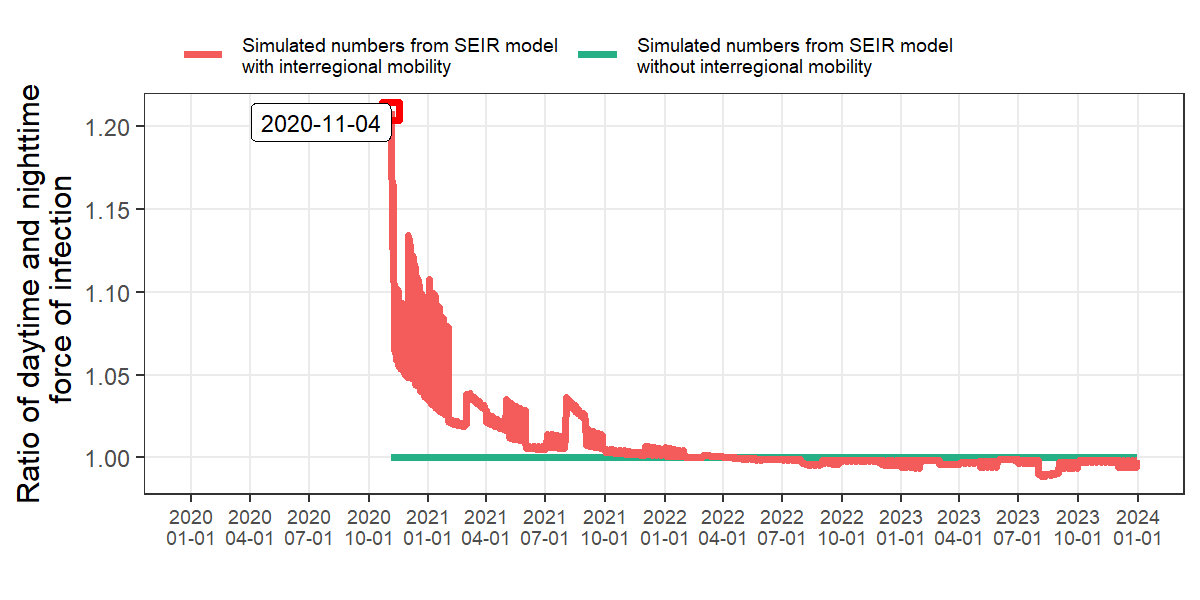 Simulated numbers from SEIR model
with interregional mobility
Simulated numbers from SEIR model
without interregional mobility
Ratio of daytime and nighttime
force of infection
2020-11-04
1.20
1.15
1.10
1.05
1.00
2020 2020 2020 2020 2021 2021 2021 2021 2022 2022 2022 2022 2023 2023 2023 2023 2024
01-01 04-01 07-01 10-01 01-01 04-01 07-01 10-01 01-01 04-01 07-01 10-01 01-01 04-01 07-01 10-01 01-01